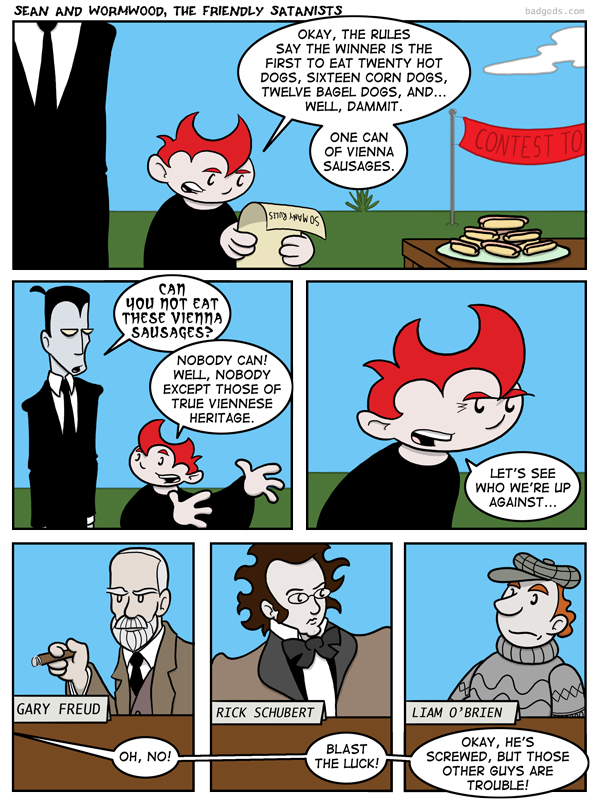 SEAN AND WORMWOOD, THE FRIENDLY SATANISTS
badgods.com
OKAY, THE RULES
SAY THE WINNER IS THE
FIRST TO EAT TWENTY HOT
DOGS, SIXTEEN CORN DOGS,
TWELVE BAGEL DOGS, AND...
WELL, DAMMIT.
ONE CAN
OF VIENNA
SAUSAGES.
SO MANY RULES
CONTEST TO
CAN
YOU NOT EAT
THESE VIENNA
SAUSAGES?
NOBODY CAN!
WELL, NOBODY
EXCEPT THOSE OF
TRUE VIENNESE
HERITAGE.
LET'S SEE
WHO WE'RE UP
AGAINST...
GARY FREUD
OH, NO!
RICK SCHUBERT
BLAST
THE LUCK!
LIAM O'BRIEN
OKAY, HE'S
SCREWED, BUT THOSE
OTHER GUYS ARE
TROUBLE!